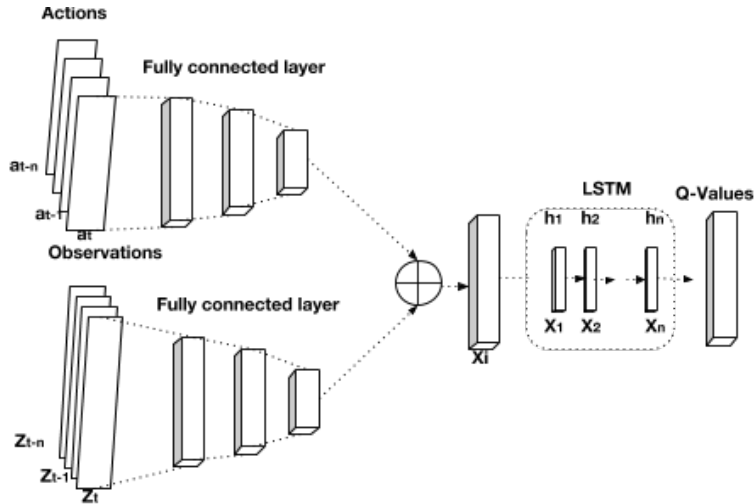 Actions
Fully connected layer
at-n
at-1
at
Observations
Fully connected layer
Zt-n
Zt-1
Zt
Xi
LSTM
h1 h2 hn
X1 X2 Xn
Q-Values